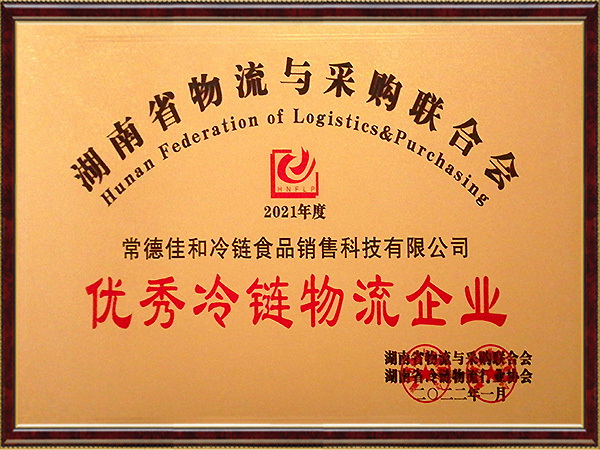 湖南省物流与采购联合会
Hunan Federation of Logistics&Purchasing
HNFLP
2021年度
常德佳和冷链食品销售科技有限公司
优秀冷链物流企业
湖南省物流与采购联合会
湖南省冷链物流行业协会
二〇二二年一月